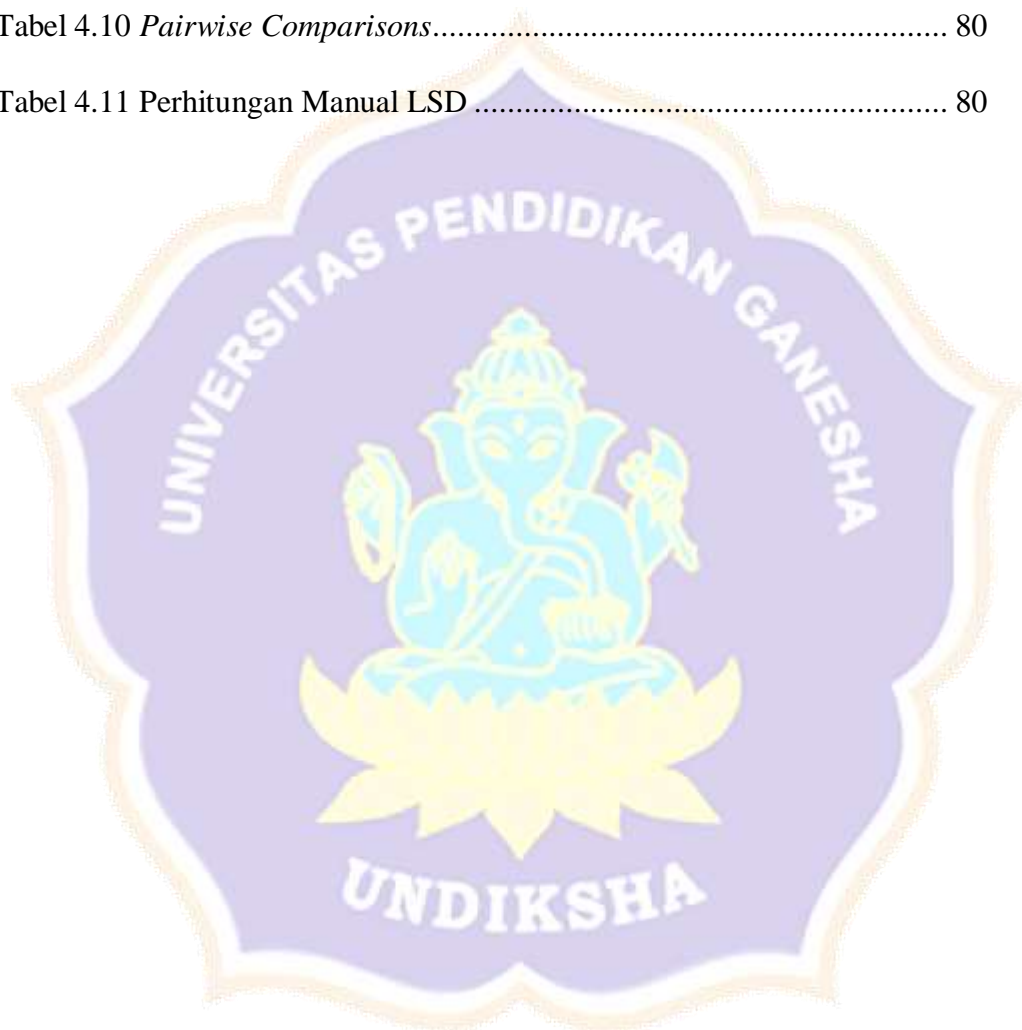 Tabel 4.10 Pairwise Comparisons................................................................. 80
Tabel 4.11 Perhitungan Manual LSD ............................................................ 80
UNIVERSITAS PENDIDIKAN GANESHA
UNDIKSHA